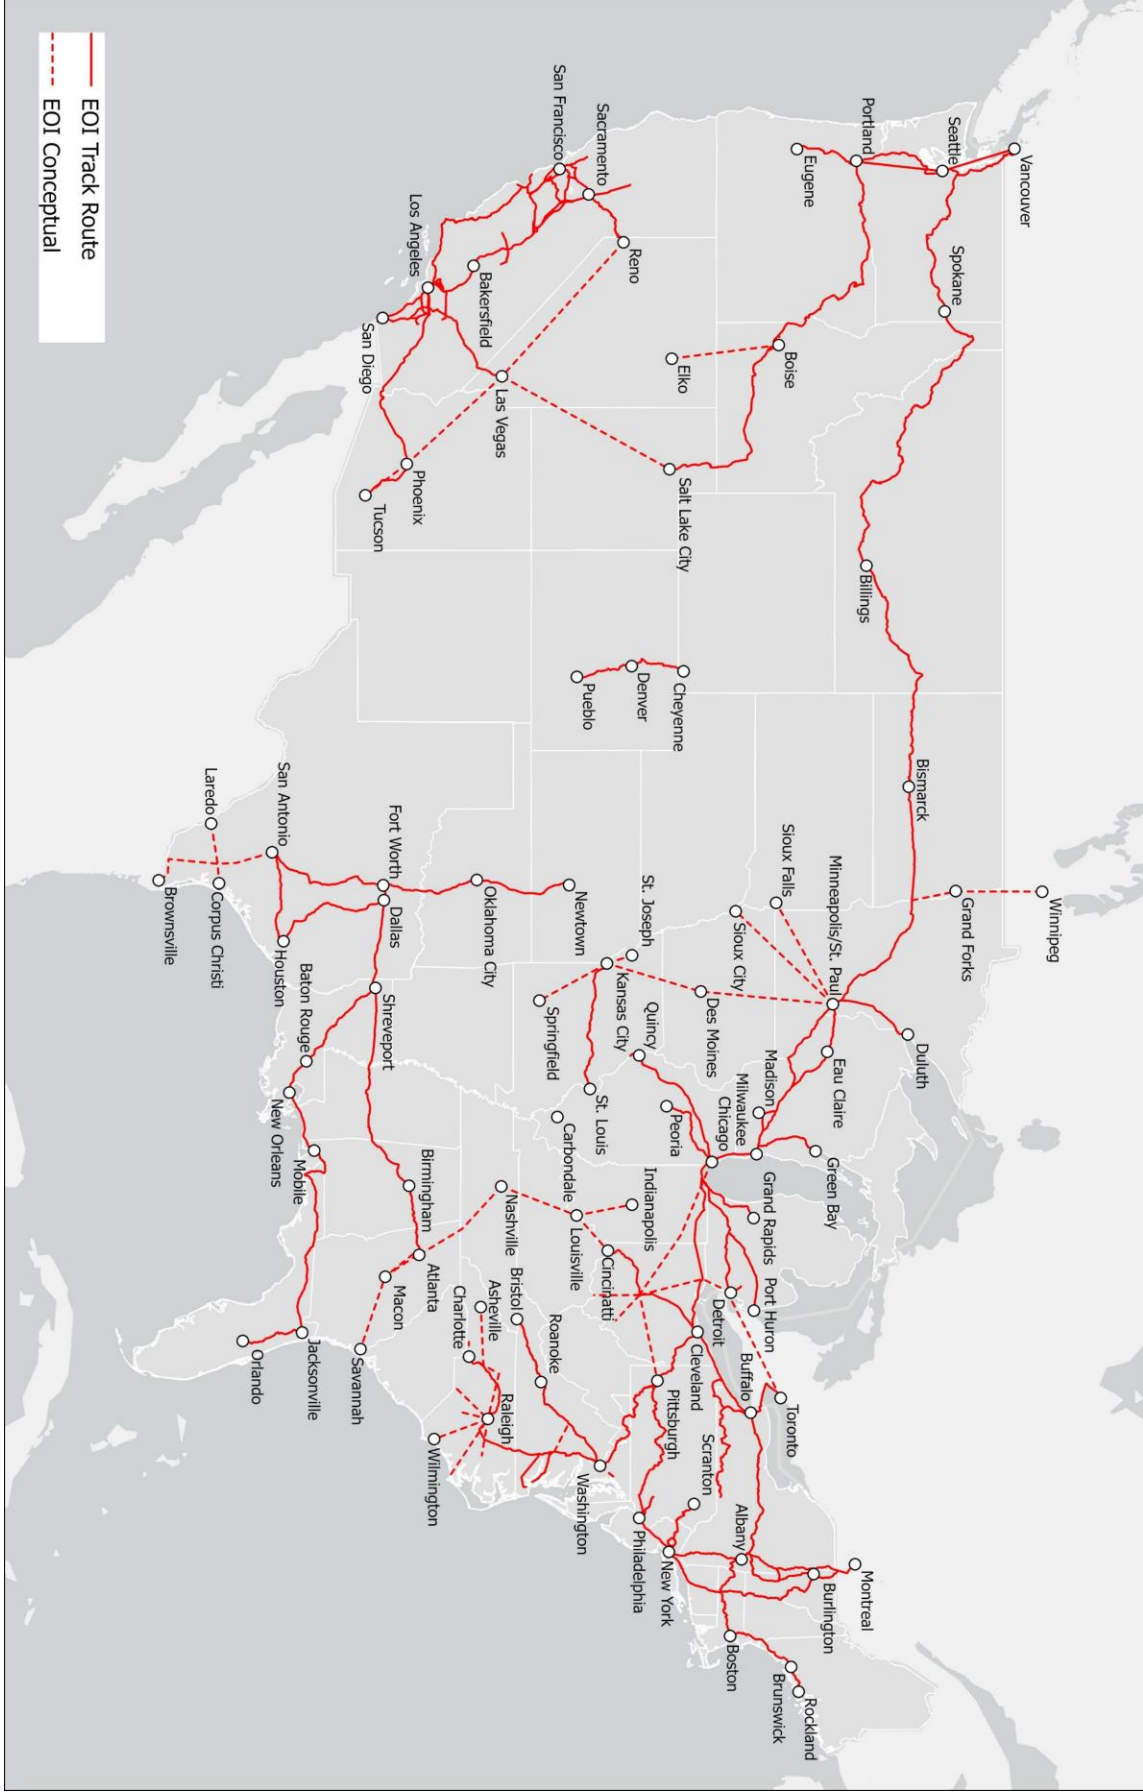 Vancouver
Seattle
Spokane
Portland
Eugene
Boise
Elko
Sacramento
San Francisco
Reno
Bakersfield
Los Angeles
San Diego
Las Vegas
Salt Lake City
Phoenix
Tucson
Billings
Bismarck
Cheyenne
Denver
Pueblo
Winnipeg
Grand Forks
Minneapolis/St. Paul
Sioux Falls
Sioux City
Duluth
Eau Claire
Des Moines
St. Joseph
Kansas City
Newtown
Oklahoma City
Fort Worth
Dallas
San Antonio
Laredo
Corpus Christi
Brownsville
Houston
Shreveport
Baton Rouge
New Orleans
Mobile
Springfield
St. Louis
Quincy
Peoria
Carbondale
Madison
Milwaukee
Chicago
Green Bay
Grand Rapids
Port Huron
Detroit
Indianapolis
Louisville
Cincinatti
Nashville
Birmingham
Atlanta
Macon
Savannah
Jacksonville
Orlando
Bristol
Asheville
Charlotte
Roanoke
Raleigh
Wilmington
Washington
Cleveland
Pittsburgh
Buffalo
Toronto
Scranton
Philadelphia
New York
Albany
Montreal
Burlington
Boston
Brunswick
Rockland
EOI Track Route
EOI Conceptual